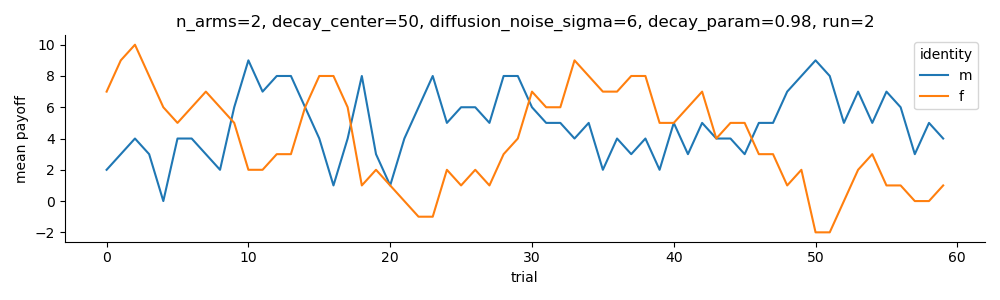 n_arms=2, decay_center=50, diffusion_noise_sigma=6, decay_param=0.98, run=2
identity
m
f
mean payoff
10
8
6
4
2
0
−2
0 10 20 30 40 50 60
trial